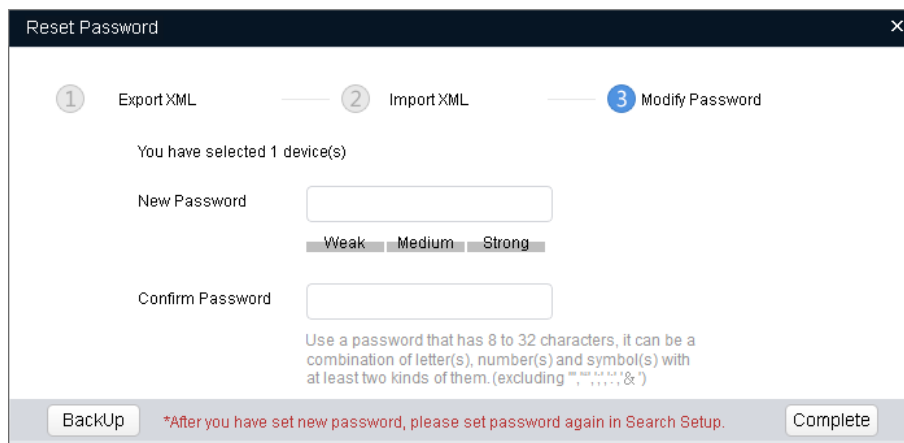 Reset Password ×
1 Export XML 2 Import XML 3 Modify Password
You have selected 1 device(s)
New Password
Weak Medium Strong
Confirm Password
Use a password that has 8 to 32 characters, it can be a
combination of letter(s), number(s) and symbol(s) with
at least two kinds of them.(excluding
BackUp *After you have set new password, please set password again in Search Setup. Complete